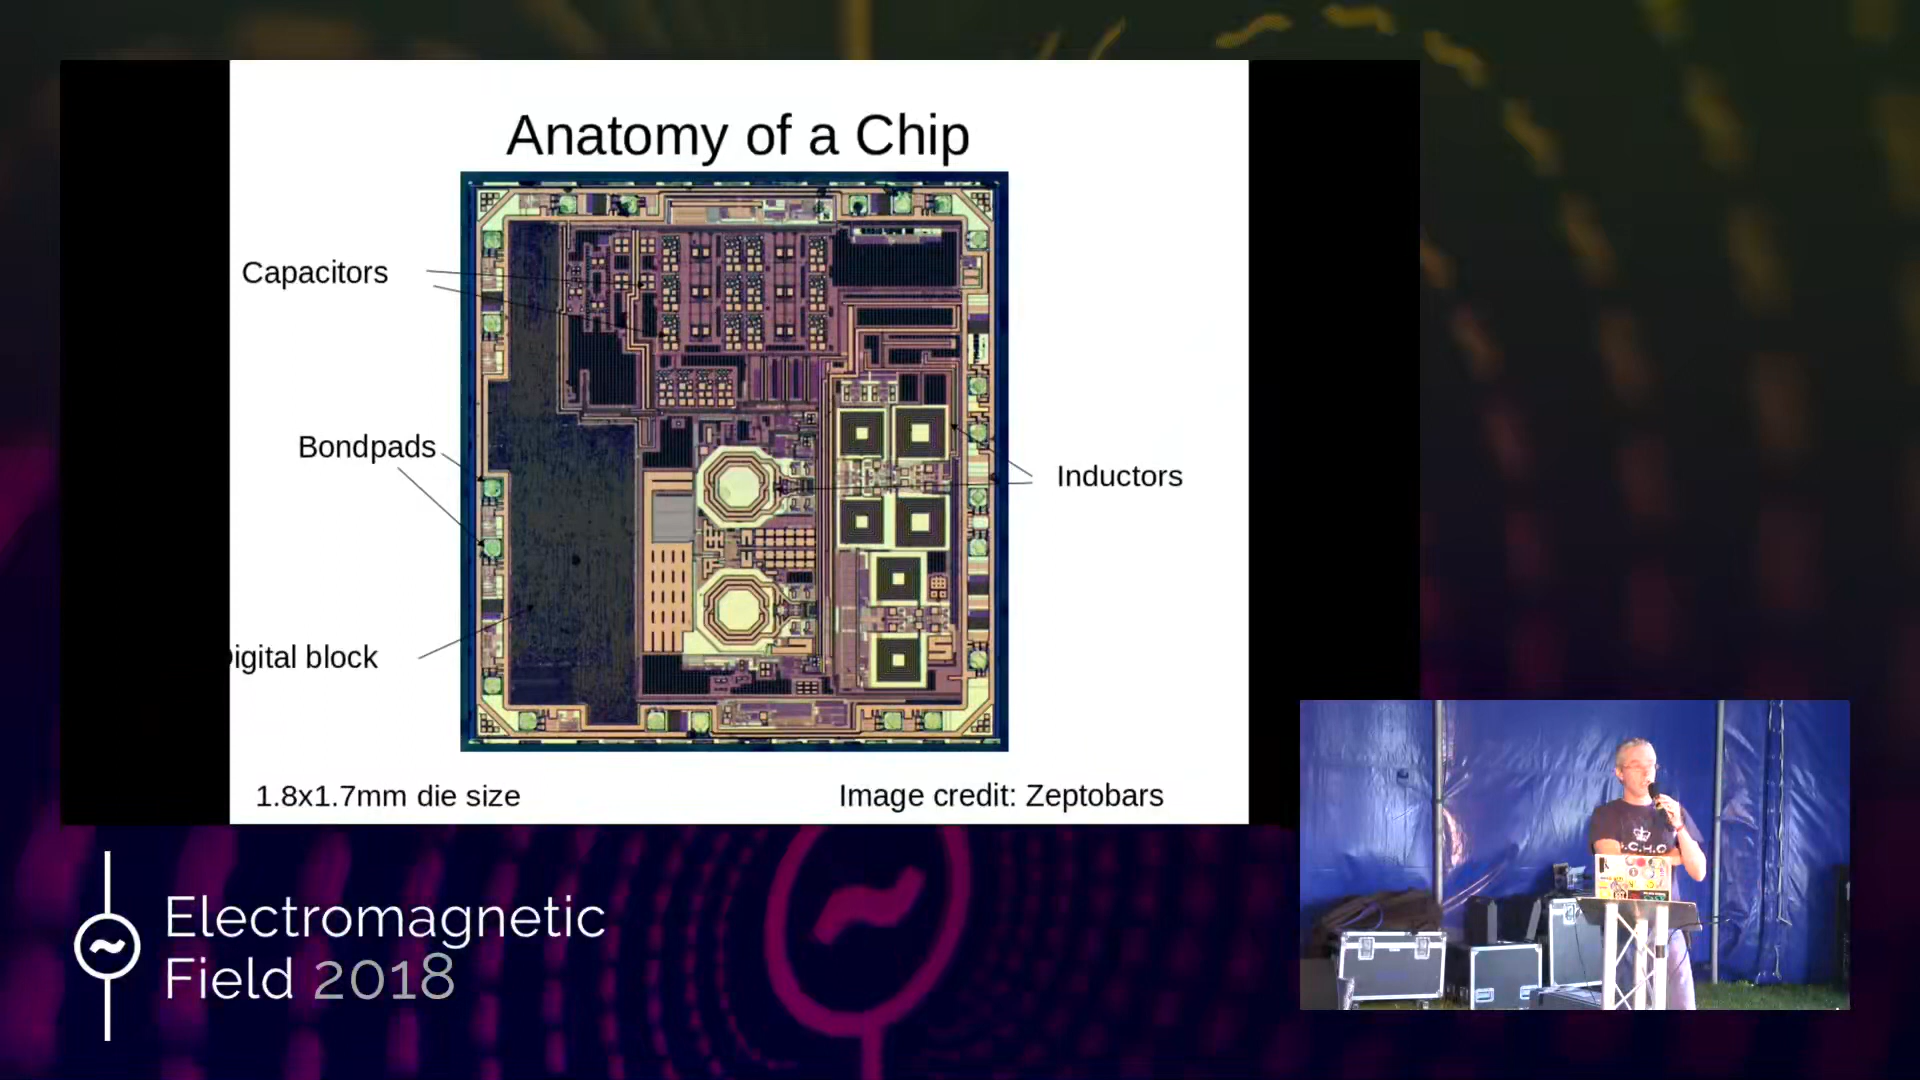 Anatomy of a Chip
Capacitors
Bondpads
Inductors
igital block
1.8x1.7mm die size
Image credit: Zeptobars
Electromagnetic
Field 2018
.C.H.O